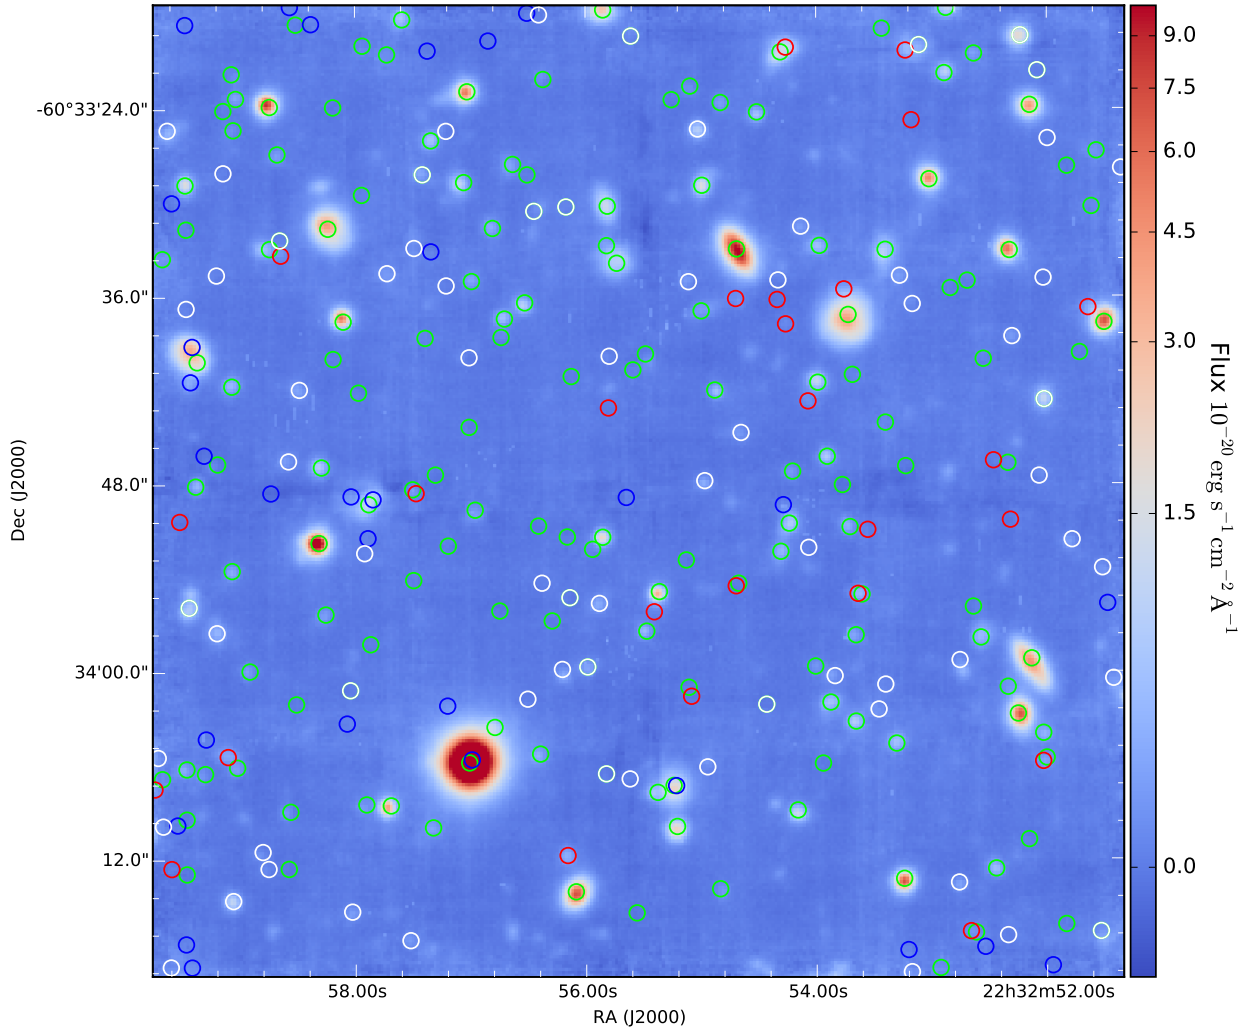 -60°33'24.0"
36.0"
48.0"
34'00.0"
12.0"
Dec (J2000)
58.00s
56.00s
54.00s
22h32m52.00s
RA (J2000)
9.0
7.5
6.0
4.5
3.0
1.5
0.0
Flux 10⁻²⁰ erg s⁻¹ cm⁻² Å⁻¹